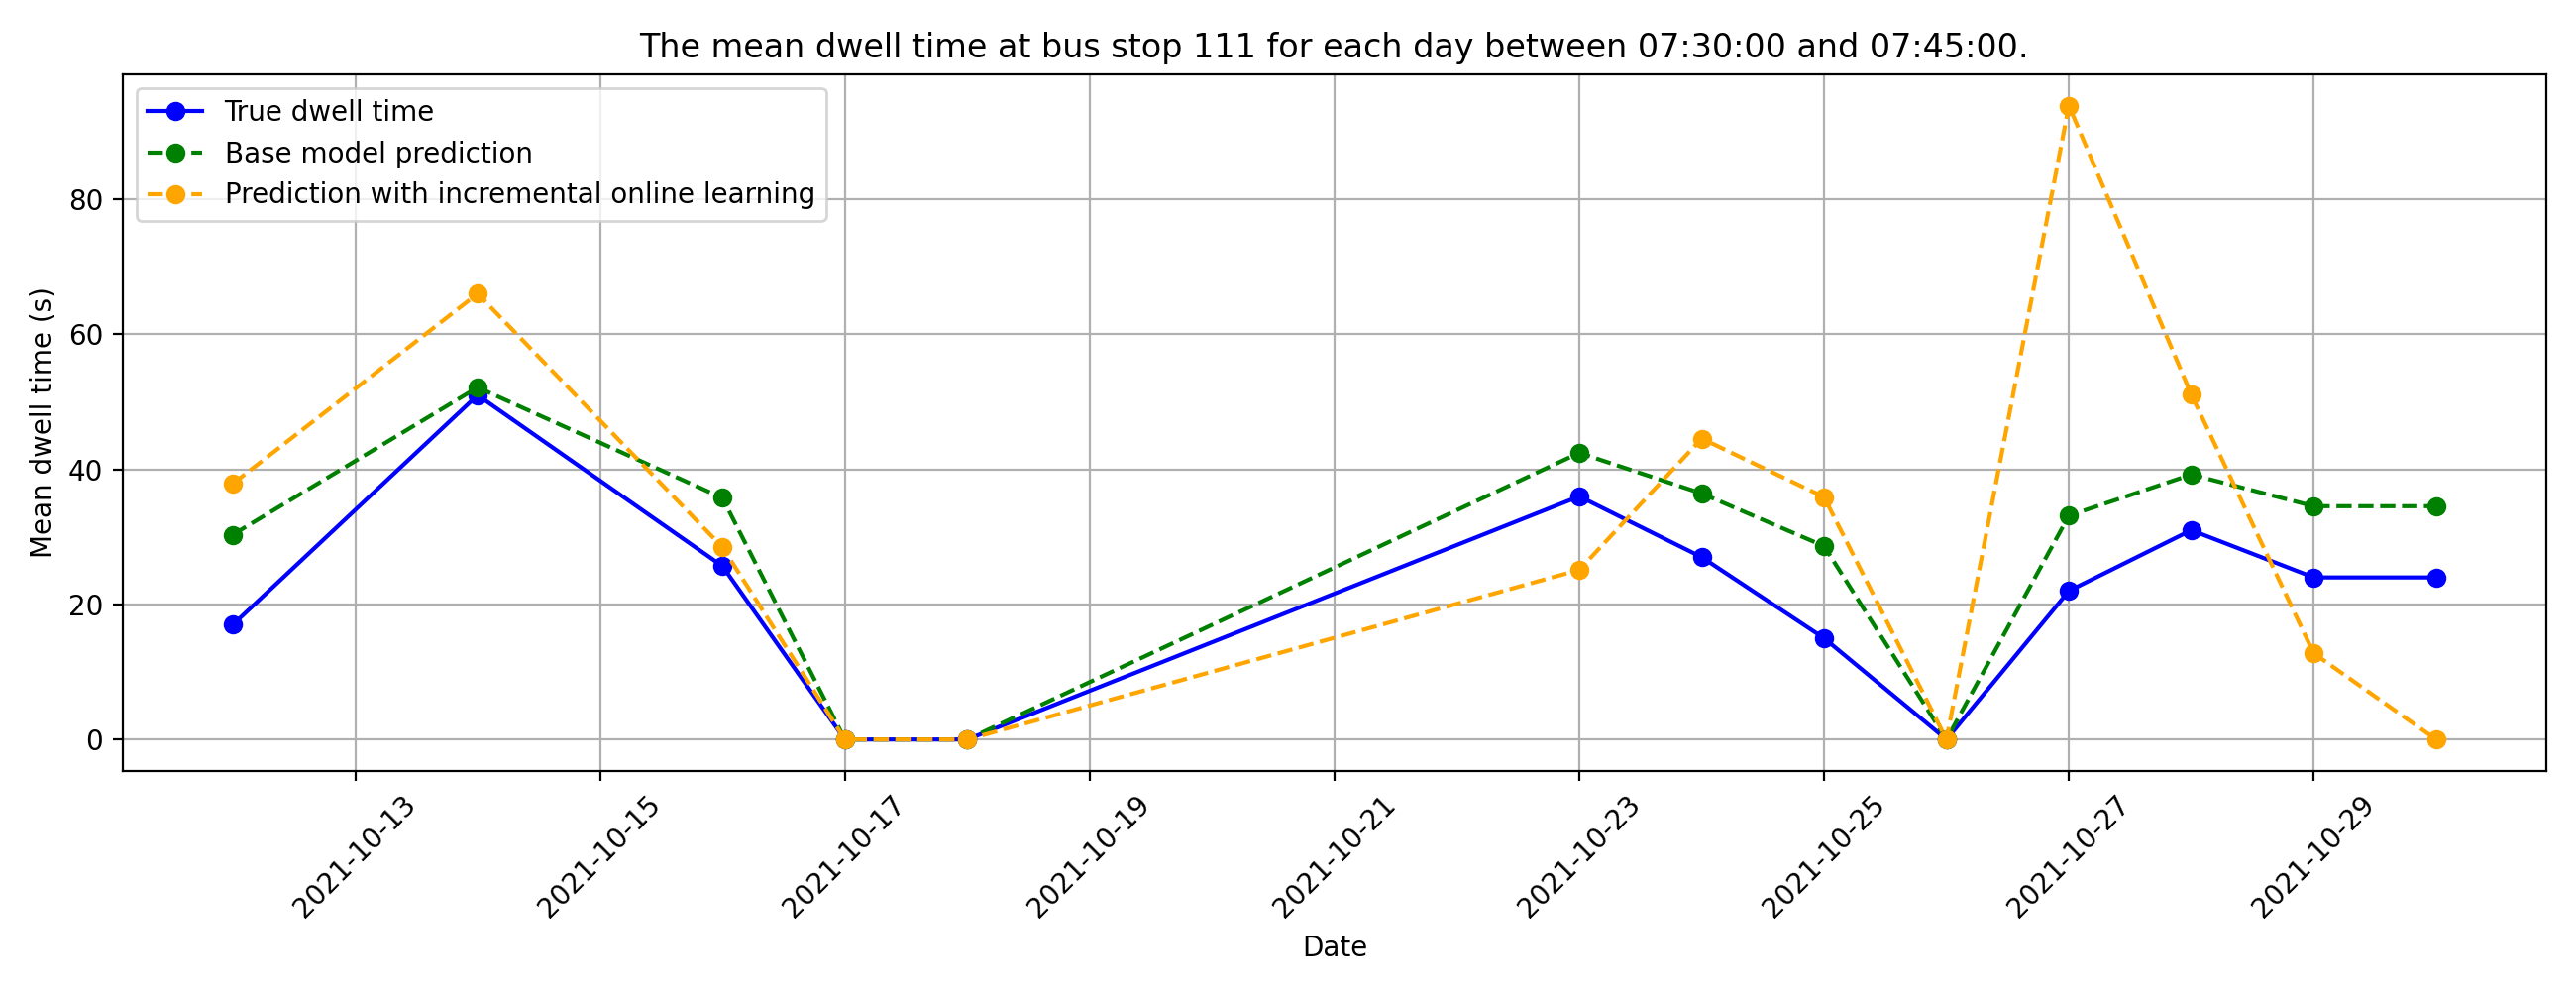 The mean dwell time at bus stop 111 for each day between 07:30:00 and 07:45:00.
True dwell time
Base model prediction
Prediction with incremental online learning
Mean dwell time (s)
80
60
40
20
0
2021-10-13
2021-10-15
2021-10-17
2021-10-19
2021-10-21
2021-10-23
2021-10-25
2021-10-27
2021-10-29
Date